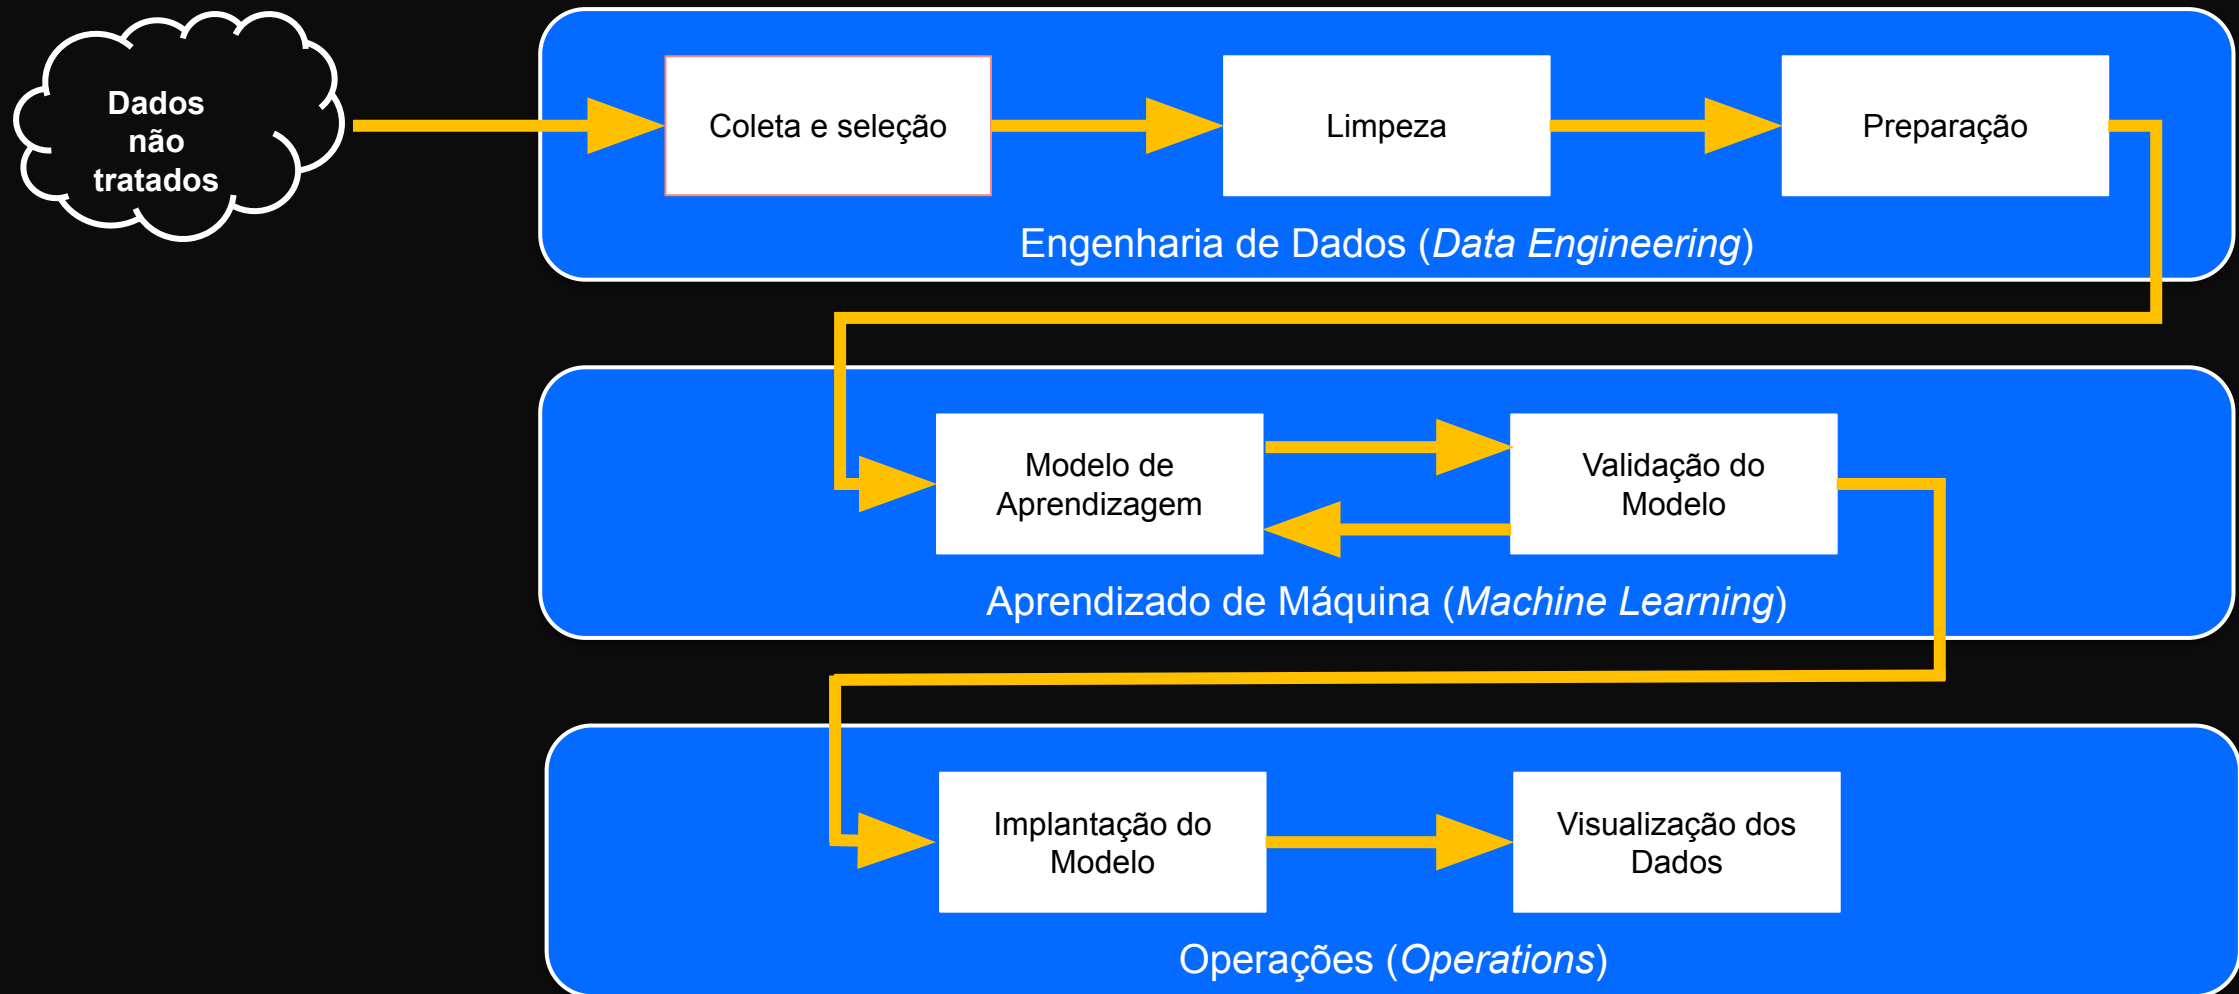 Dados
não
tratados
Coleta e seleção
Limpeza
Preparação
Engenharia de Dados (Data Engineering)
Modelo de
Aprendizagem
Validação do
Modelo
Aprendizado de Máquina (Machine Learning)
Implantação do
Modelo
Visualização dos
Dados
Operações (Operations)